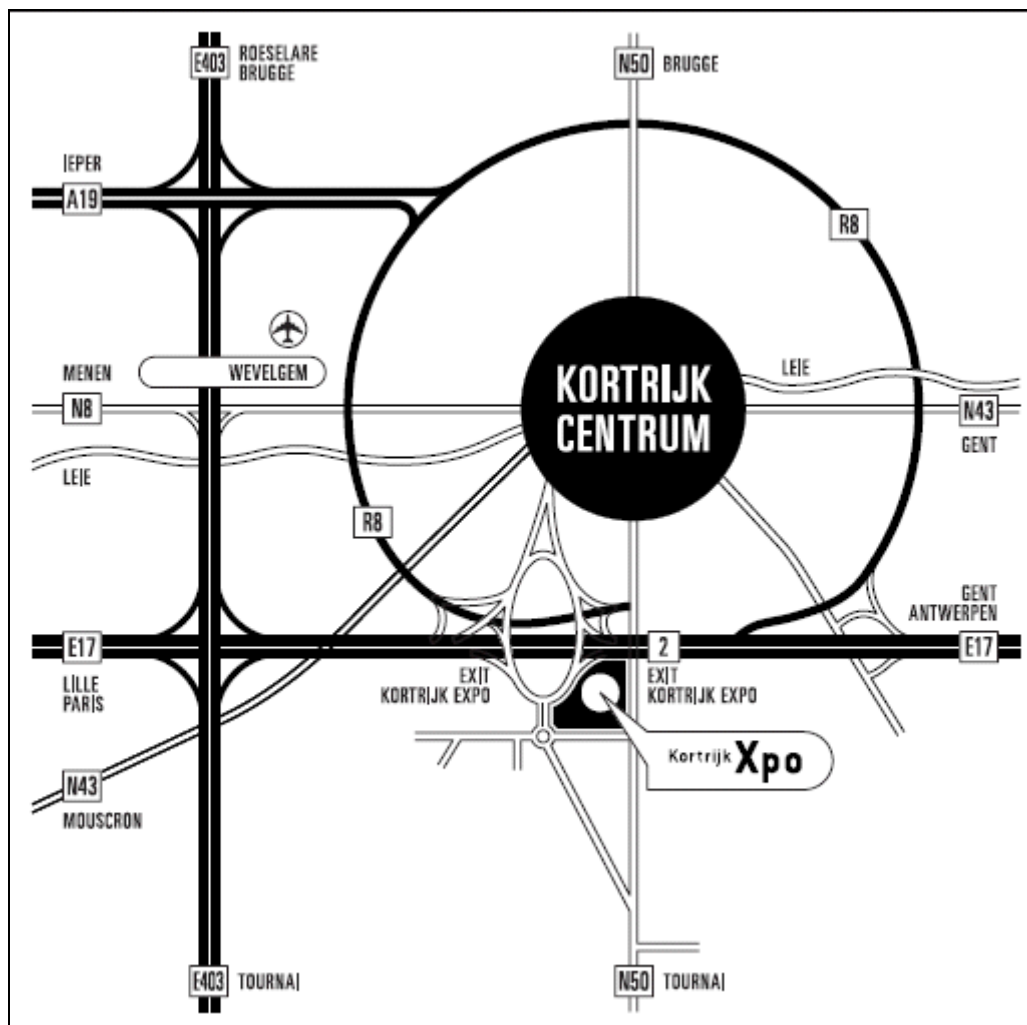 E403
ROESELARE
BRUGGE
N50
BRUGGE
IEPER
A19
R8
MENEN
WEVELGEM
N8
KORTRIJK
CENTRUM
LEIE
N43
GENT
LEIE
R8
GENT
ANTWERPEN
E17
LILLE
PARIS
EXIT
KORTRIJK EXPO
2
EXIT
KORTRIJK EXPO
E17
Kortrijk Xpo
N43
MOUSCRON
E403
TOURNAI
N50
TOURNAI